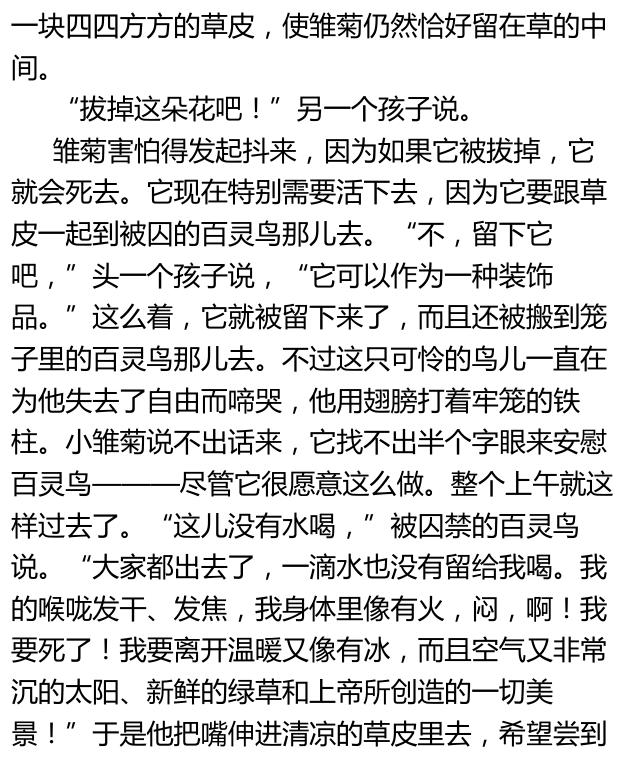 一块四四方方的草皮，使雏菊仍然恰好留在草的中
间。
“拔掉这朵花吧！”另一个孩子说。
雏菊害怕得发起抖来，因为如果它被拔掉，它
就会死去。它现在特别需要活下去，因为它要跟草
皮一起到被囚的百灵鸟那儿去。“不，留下它
吧，”头一个孩子说，“它可以作为一种装饰
品。”这么着，它就被留下来了，而且还被搬到笼
子里的百灵鸟那儿去。不过这只可怜的鸟儿一直在
为他失去了自由而啼哭，他用翅膀打着牢笼的铁
柱。小雏菊说不出话来，它找不出半个字眼来安慰
百灵鸟————尽管它很愿意这么做。整个上午就这
样过去了。“这儿没有水喝，”被囚禁的百灵鸟
说。“大家都出去了，一滴水也没有留给我喝。我
的喉咙发干、发焦，我身体里像有火，闷，啊！我
要死了！我要离开温暖又像有冰，而且空气又非常
沉的太阳、新鲜的绿草和上帝所创造的一切美
景！”于是他把嘴伸进清凉的草皮里去，希望尝到